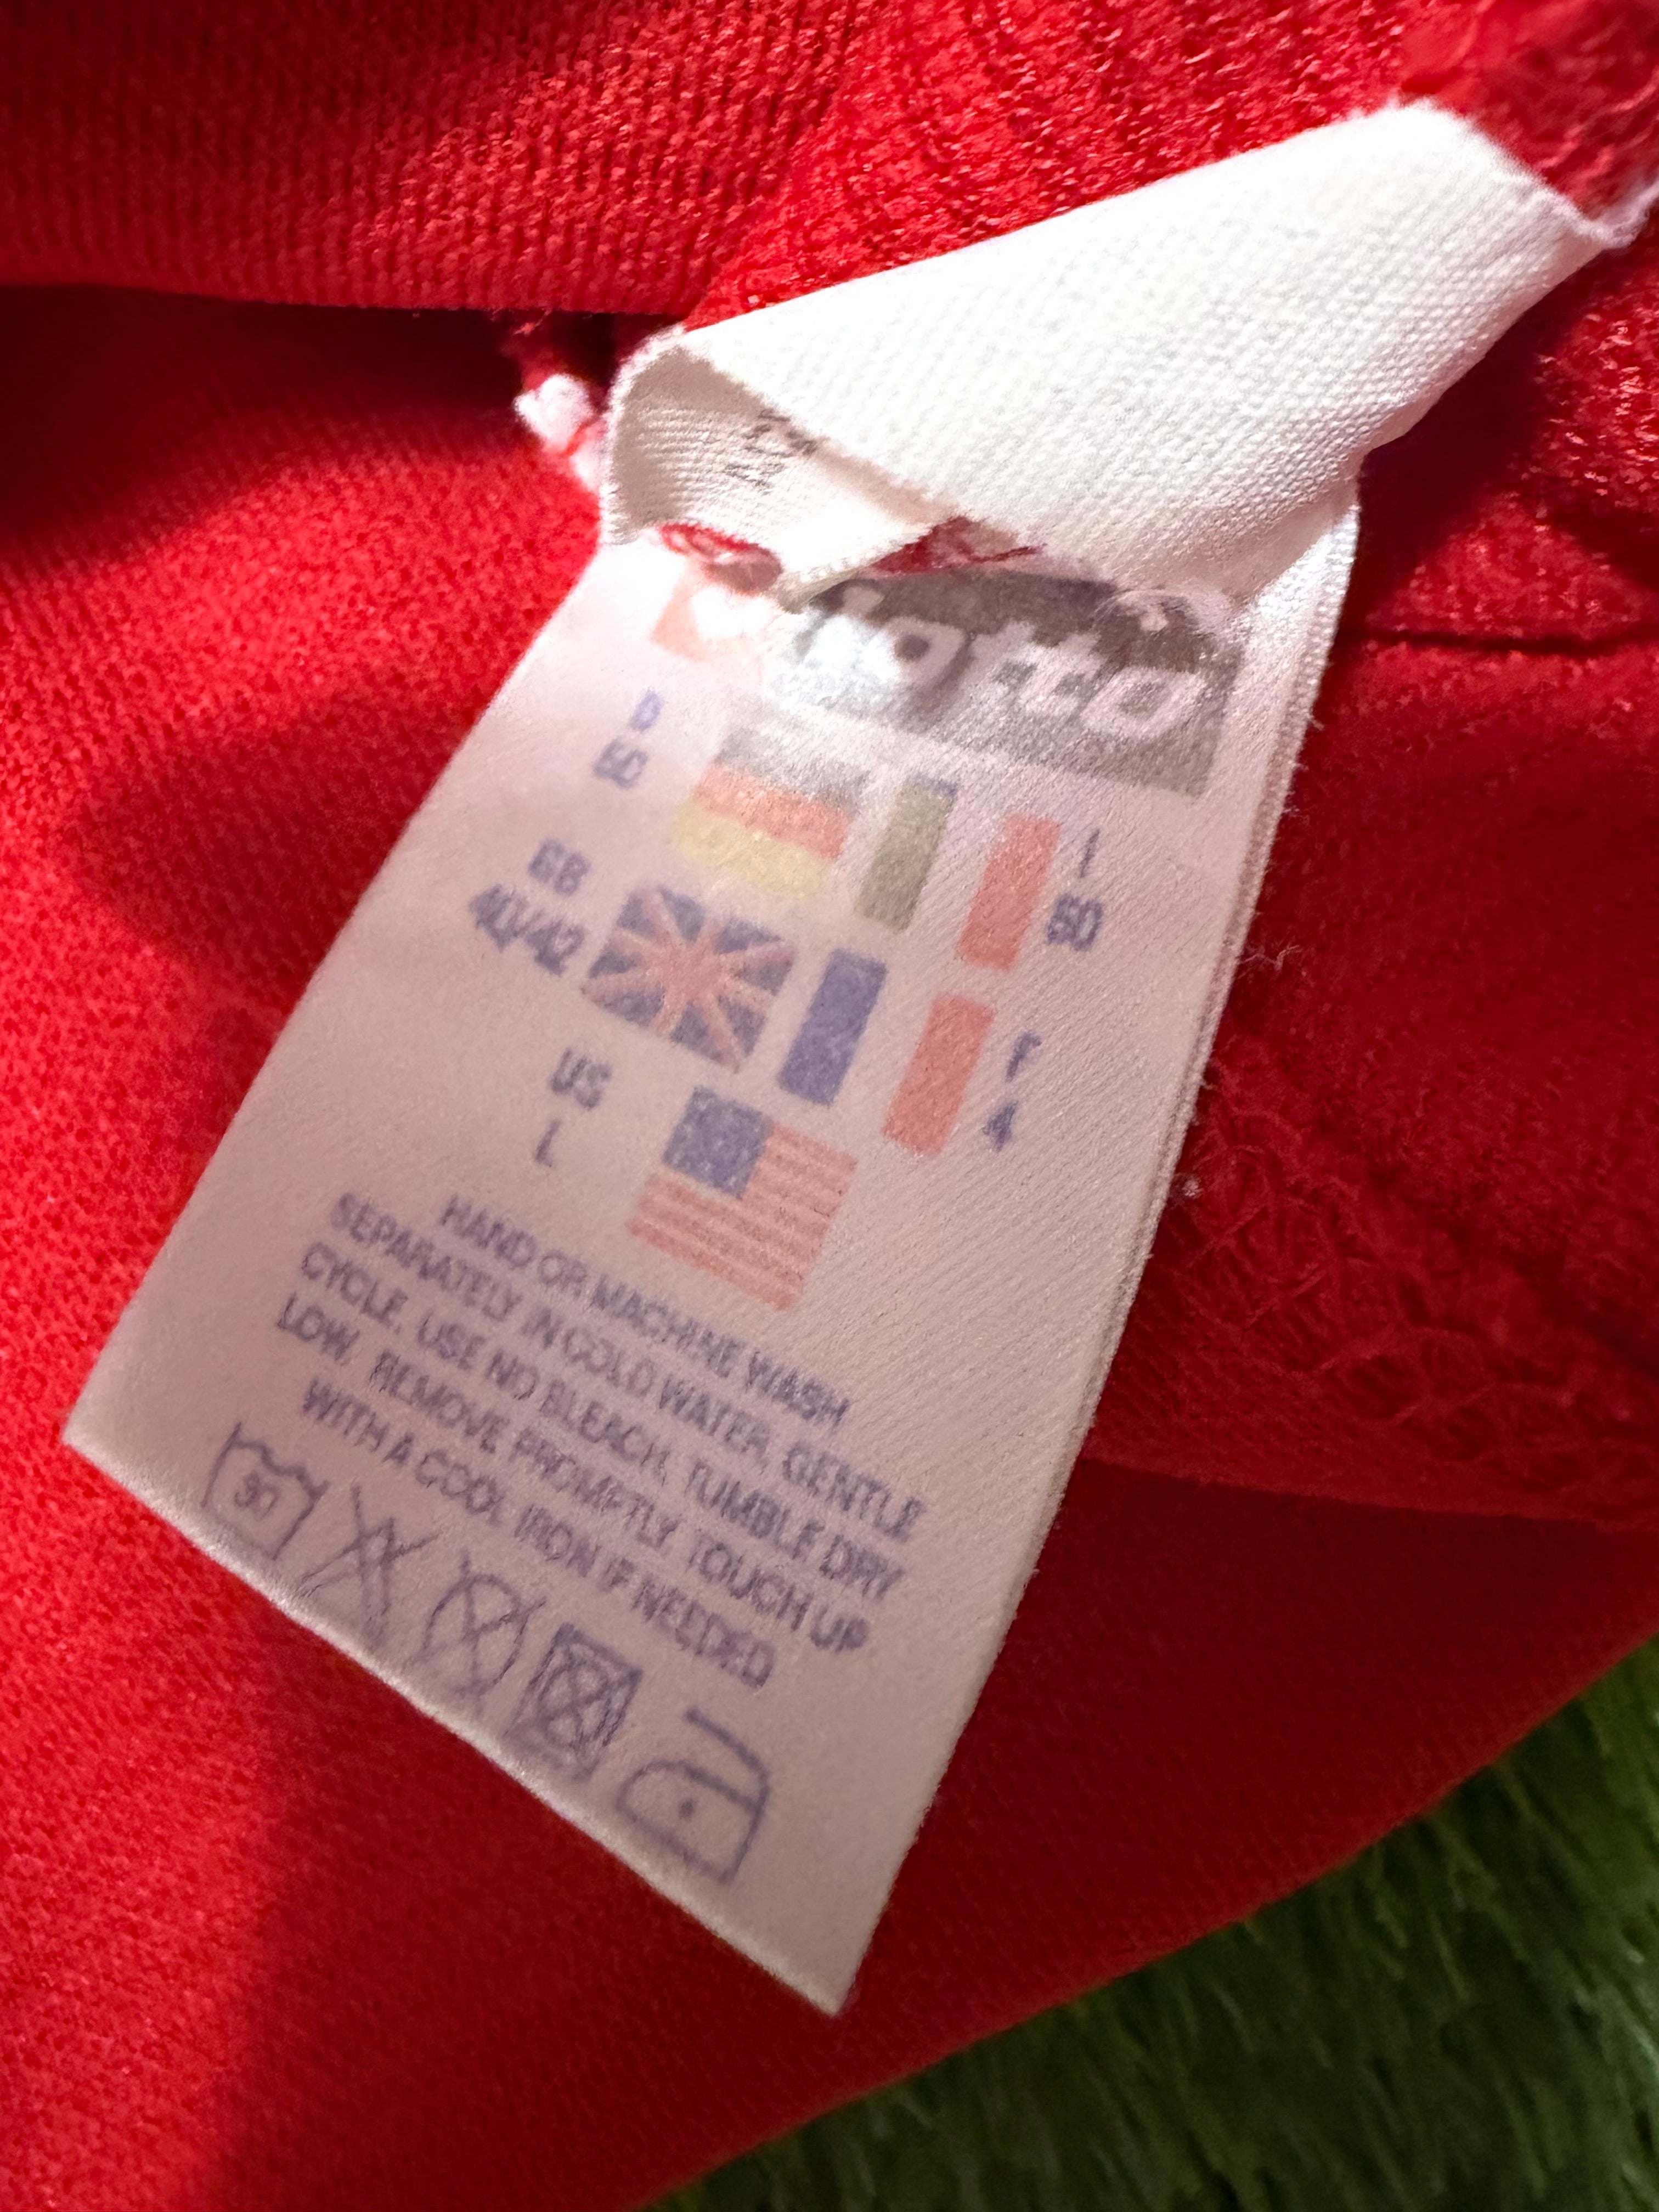 lotto
D
50
I
50
GB
40/42
F
4
US
L
HAND OR MACHINE WASH
SEPARATELY IN COLD WATER, GENTLE
CYCLE, USE NO BLEACH, TUMBLE DRY
LOW, REMOVE PROMPTLY, TOUCH UP
WITH A COOL IRON IF NEEDED
30